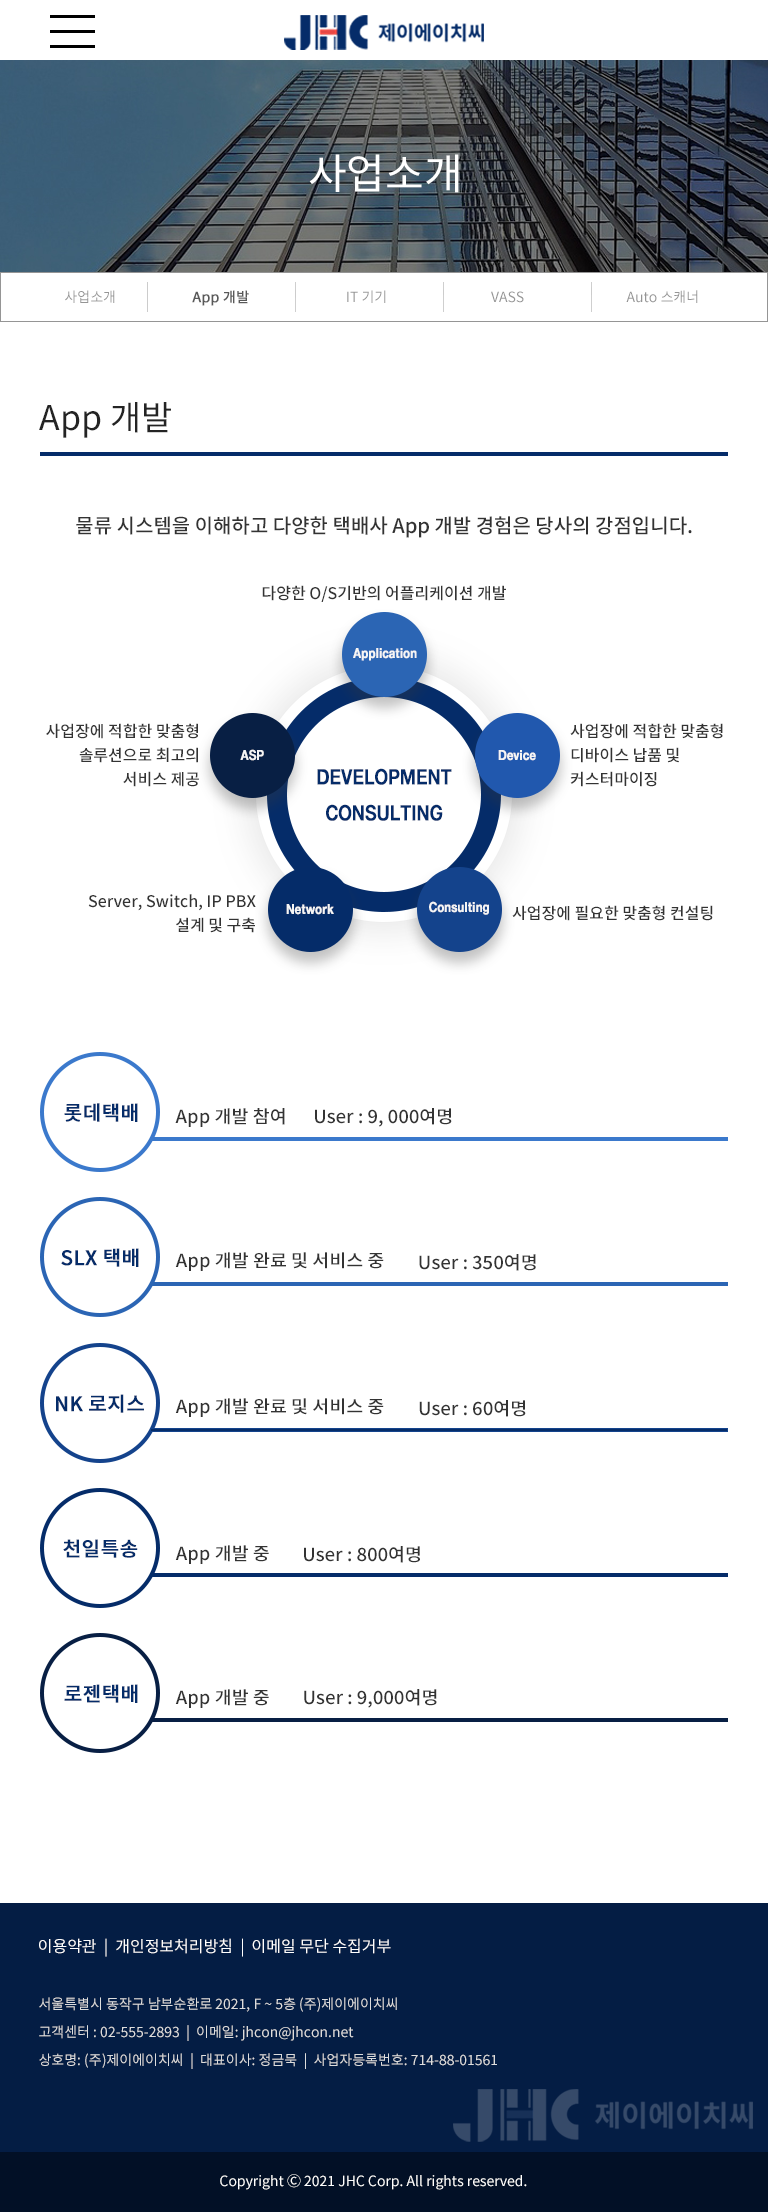 JHC 제이에이치씨
사업소개
사업소개 App 개발 IT 기기 VASS Auto 스캐너
App 개발
물류 시스템을 이해하고 다양한 택배사 App 개발 경험은 당사의 강점입니다.
다양한 O/S기반의 어플리케이션 개발
Application
사업장에 적합한 맞춤형
솔루션으로 최고의
서비스 제공
ASP
Device
사업장에 적합한 맞춤형
디바이스 납품 및
커스터마이징
DEVELOPMENT
CONSULTING
Server, Switch, IP PBX
설계 및 구축
Network
Consulting
사업장에 필요한 맞춤형 컨설팅
롯데택배 App 개발 참여 User : 9, 000여명
SLX 택배 App 개발 완료 및 서비스 중 User : 350여명
NK 로지스 App 개발 완료 및 서비스 중 User : 60여명
천일특송 App 개발 중 User : 800여명
로젠택배 App 개발 중 User : 9,000여명
이용약관 | 개인정보처리방침 | 이메일 무단 수집거부
서울특별시 동작구 남부순환로 2021, F ~ 5층 (주)제이에이치씨
고객센터 : 02-555-2893 | 이메일: jhcon@jhcon.net
상호명: (주)제이에이치씨 | 대표이사: 정금묵 | 사업자등록번호: 714-88-01561
JHC 제이에이치씨
Copyright ⓒ 2021 JHC Corp. All rights reserved.